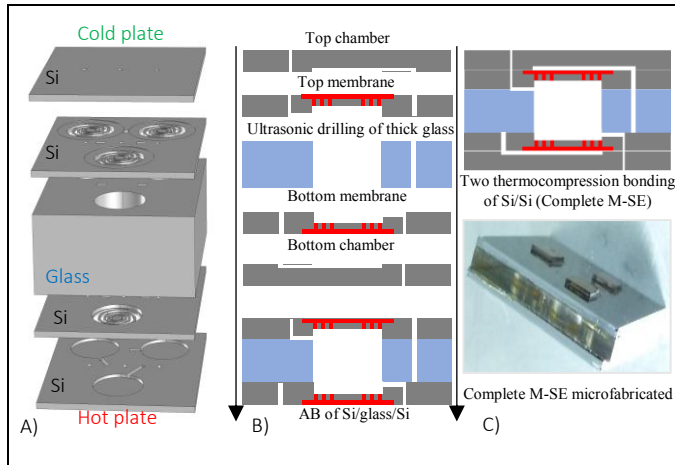 Cold plate
Si
Si
Glass
Si
Si
Hot plate
A)
B)
Top chamber
Top membrane
Ultrasonic drilling of thick glass
Bottom membrane
Bottom chamber
AB of Si/glass/Si
C)
Two thermocompression bonding
of Si/Si (Complete M-SE)
Complete M-SE microfabricated